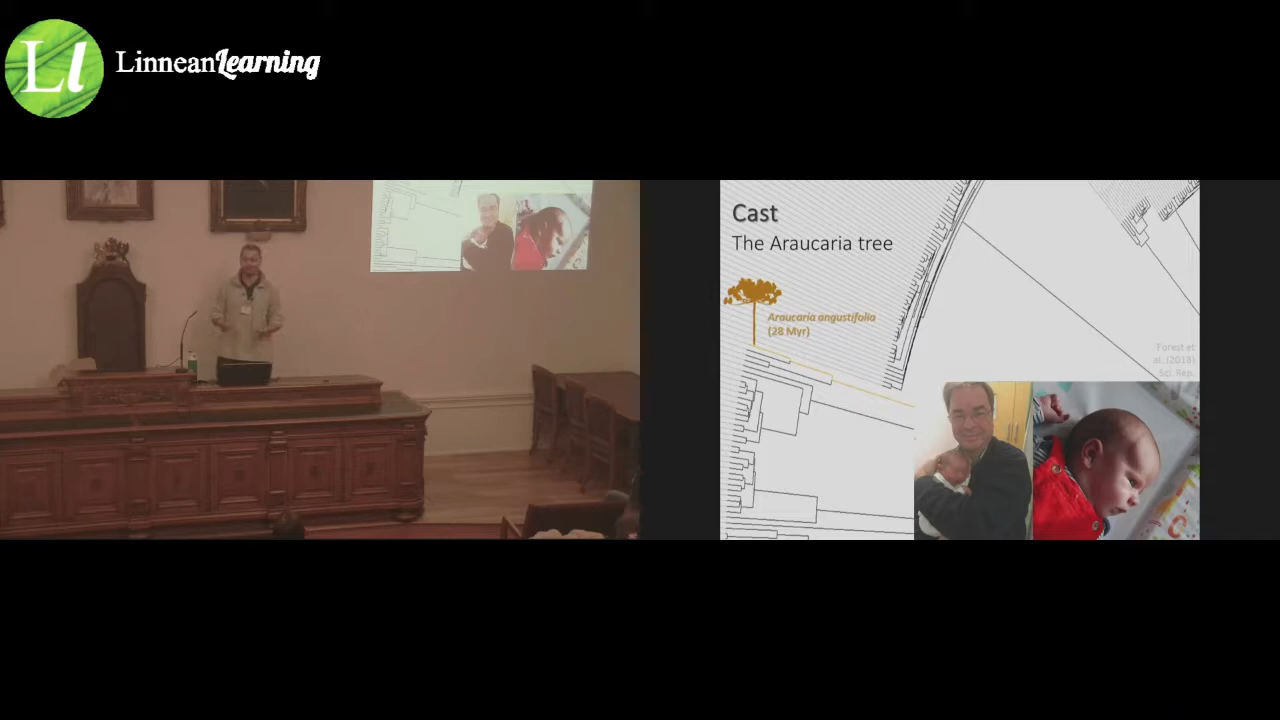 Ll LinneanLearning
Cast
The Araucaria tree
Araucaria angustifolia
(28 Myr)
Forest et
al. (2018)
Sci. Rep.